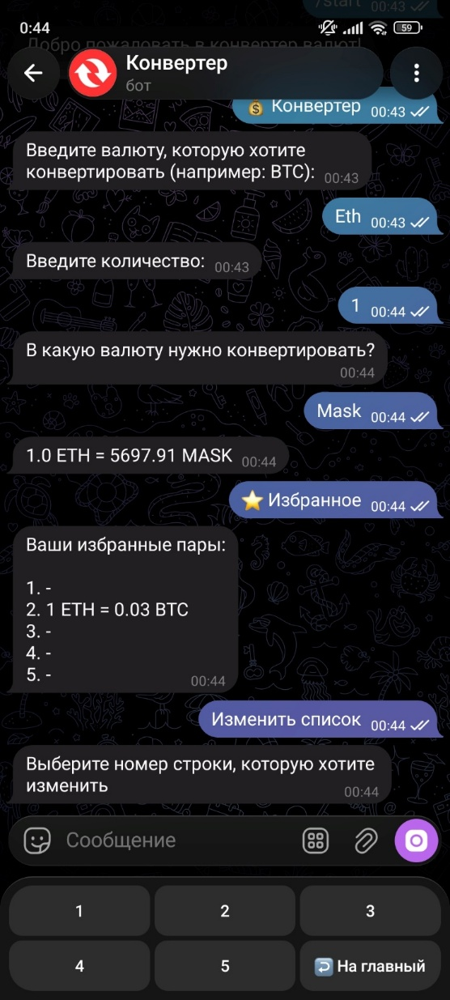 /start 00:43
0:44
59
Добро пожаловать в конвертер валют!
Конвертер
бот
💰 Конвертер 00:43
Введите валюту, которую хотите
конвертировать (например: BTC): 00:43
Eth 00:43
Введите количество: 00:43
1 00:44
В какую валюту нужно конвертировать?
00:44
Mask 00:44
1.0 ETH = 5697.91 MASK 00:44
⭐ Избранное 00:44
Ваши избранные пары:
1. -
2. 1 ETH = 0.03 BTC
3. -
4. -
5. - 00:44
Изменить список 00:44
Выберите номер строки, которую хотите
изменить 00:44
Сообщение
1 2 3
4 5 На главный